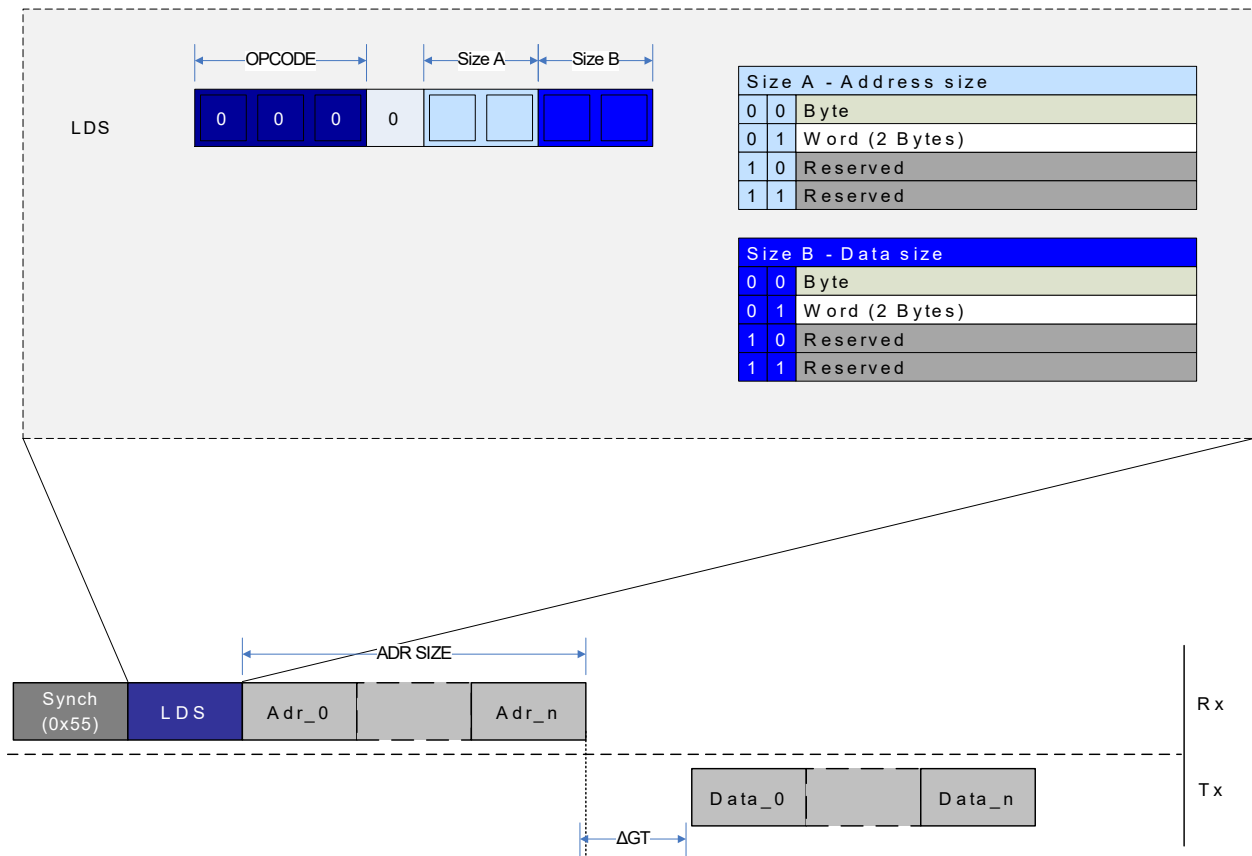 OPCODE Size A Size B
LDS 0 0 0 0
Size A - Address size
0 0 Byte
0 1 Word (2 Bytes)
1 0 Reserved
1 1 Reserved
Size B - Data size
0 0 Byte
0 1 Word (2 Bytes)
1 0 Reserved
1 1 Reserved
ADR SIZE
Synch
(0x55)
LDS Adr_0 Adr_n
Rx
Data_0 Data_n
Tx
ΔGT